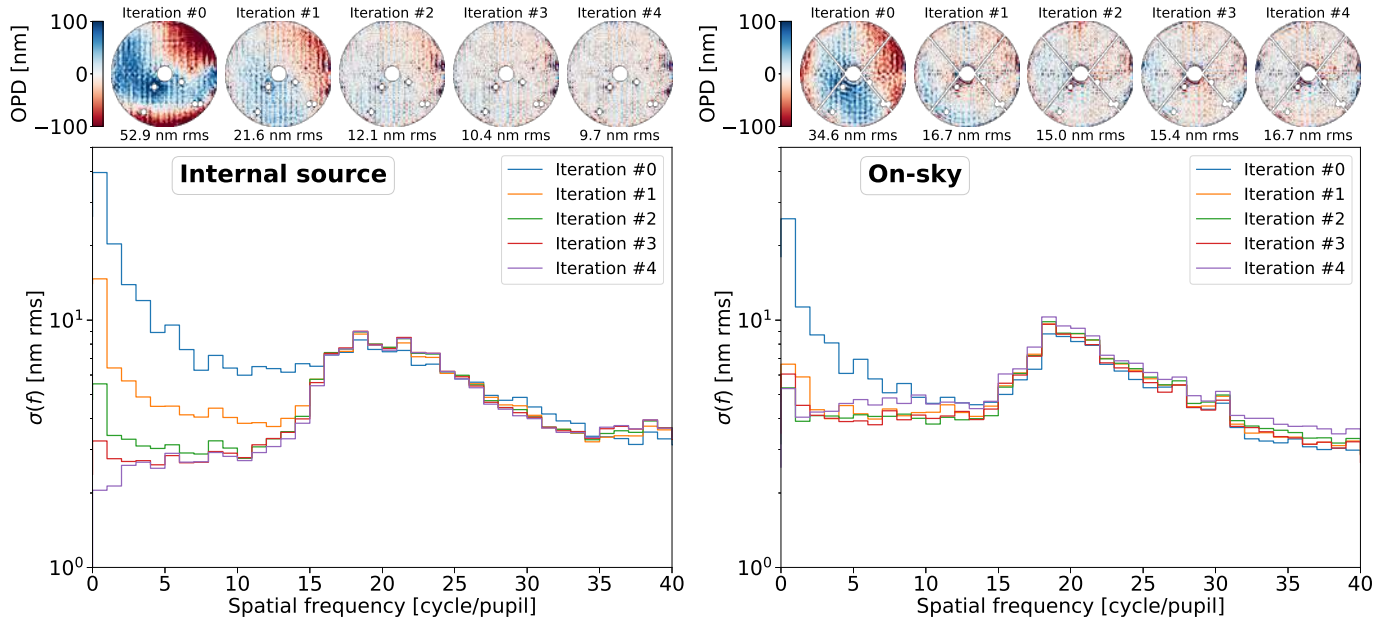 Iteration #0 Iteration #1 Iteration #2 Iteration #3 Iteration #4
OPD [nm]
100
0
−100
52.9 nm rms 21.6 nm rms 12.1 nm rms 10.4 nm rms 9.7 nm rms
Internal source
Iteration #0
Iteration #1
Iteration #2
Iteration #3
Iteration #4
σ(f) [nm rms]
10¹
10⁰
0 5 10 15 20 25 30 35 40
Spatial frequency [cycle/pupil]
Iteration #0 Iteration #1 Iteration #2 Iteration #3 Iteration #4
OPD [nm]
100
0
−100
34.6 nm rms 16.7 nm rms 15.0 nm rms 15.4 nm rms 16.7 nm rms
On-sky
Iteration #0
Iteration #1
Iteration #2
Iteration #3
Iteration #4
σ(f) [nm rms]
10¹
10⁰
0 5 10 15 20 25 30 35 40
Spatial frequency [cycle/pupil]